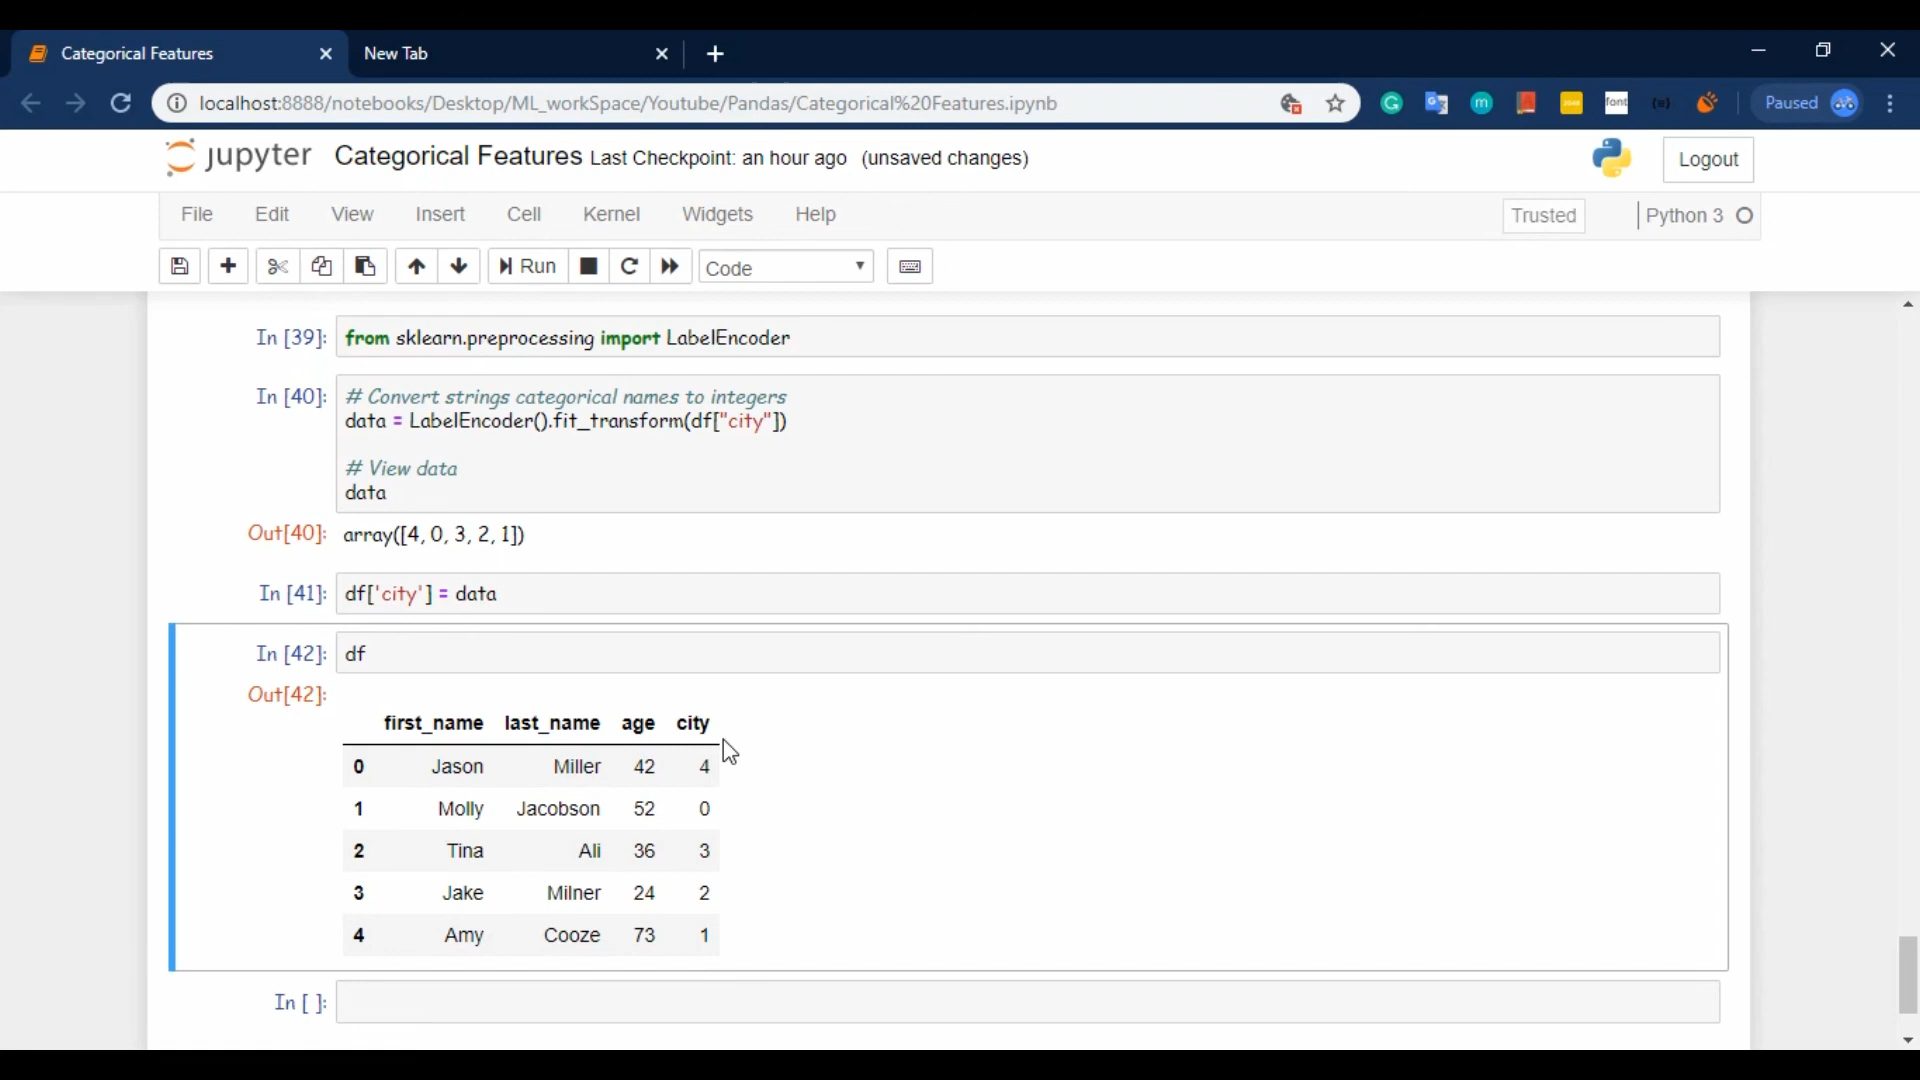 Categorical Features
New Tab
localhost:8888/notebooks/Desktop/ML_workSpace/Youtube/Pandas/Categorical%20Features.ipynb
Paused
jupyter Categorical Features Last Checkpoint: an hour ago (unsaved changes)
Logout
File Edit View Insert Cell Kernel Widgets Help
Trusted
Python 3
Run
Code
In [39]: from sklearn.preprocessing import LabelEncoder
In [40]: # Convert strings categorical names to integers
data = LabelEncoder().fit_transform(df["city"])
# View data
data
Out[40]: array([4, 0, 3, 2, 1])
In [41]: df['city'] = data
In [42]: df
Out[42]:
first_name last_name age city
0 Jason Miller 42 4
1 Molly Jacobson 52 0
2 Tina Ali 36 3
3 Jake Milner 24 2
4 Amy Cooze 73 1
In [ ]: